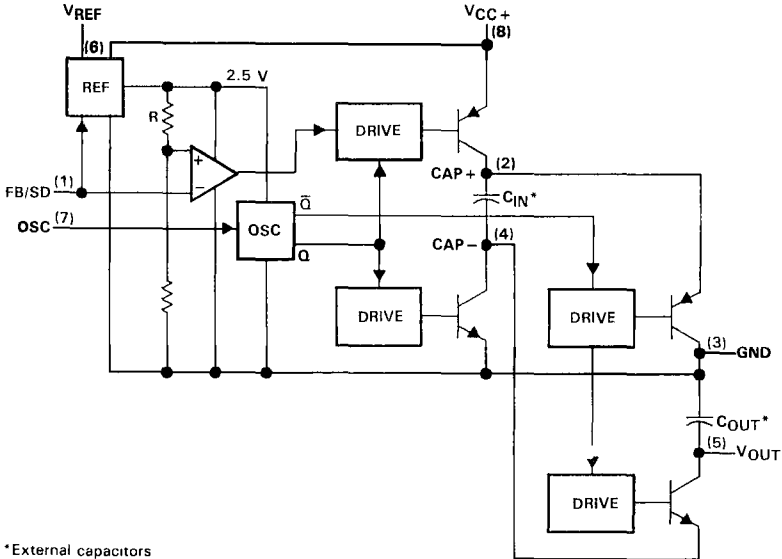 VREF
(6)
VCC+
(8)
REF
2.5 V
R
DRIVE
+
−
(2)
CAP+
CIN*
FB/SD (1)
OSC (7)
OSC
Q̄
Q
(4)
CAP−
DRIVE
DRIVE
(3)
GND
COUT*
(5)
VOUT
DRIVE
*External capacitors